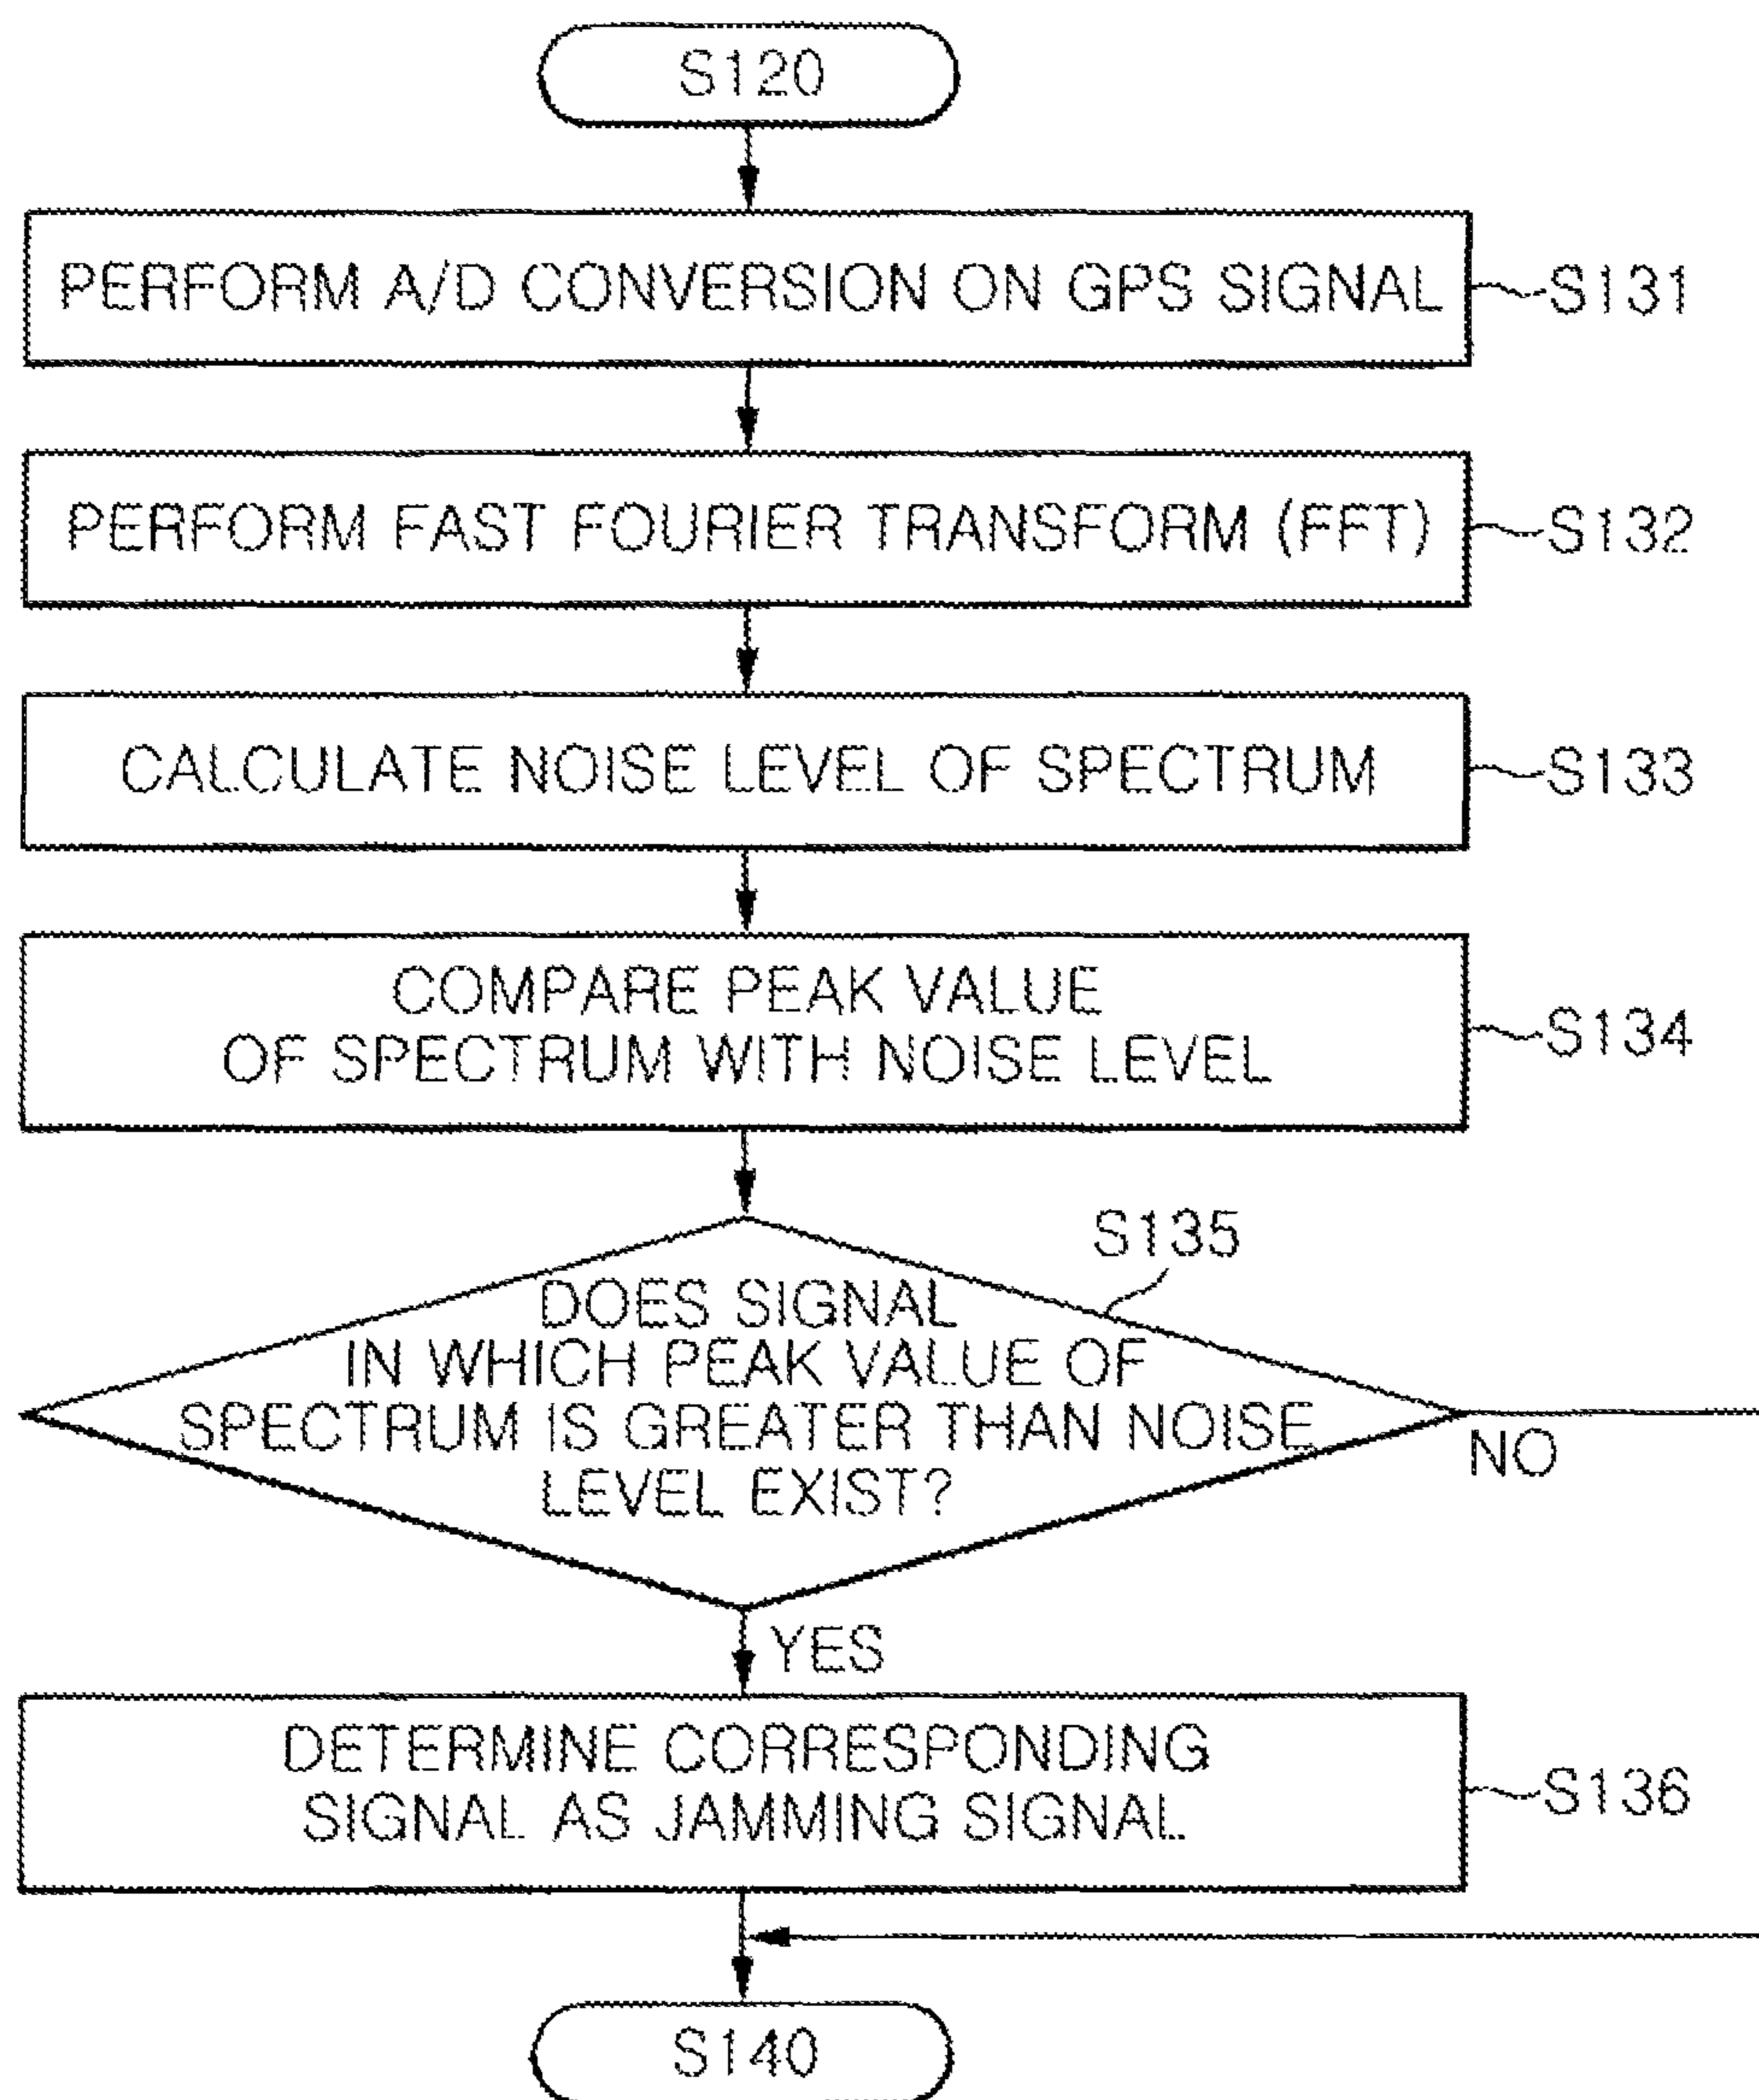 S120
PERFORM A/D CONVERSION ON GPS SIGNAL
S131
PERFORM FAST FOURIER TRANSFORM (FFT)
S132
CALCULATE NOISE LEVEL OF SPECTRUM
S133
COMPARE PEAK VALUE
OF SPECTRUM WITH NOISE LEVEL
S134
S135
DOES SIGNAL
IN WHICH PEAK VALUE OF
SPECTRUM IS GREATER THAN NOISE
LEVEL EXIST?
NO
YES
DETERMINE CORRESPONDING
SIGNAL AS JAMMING SIGNAL
S136
S140